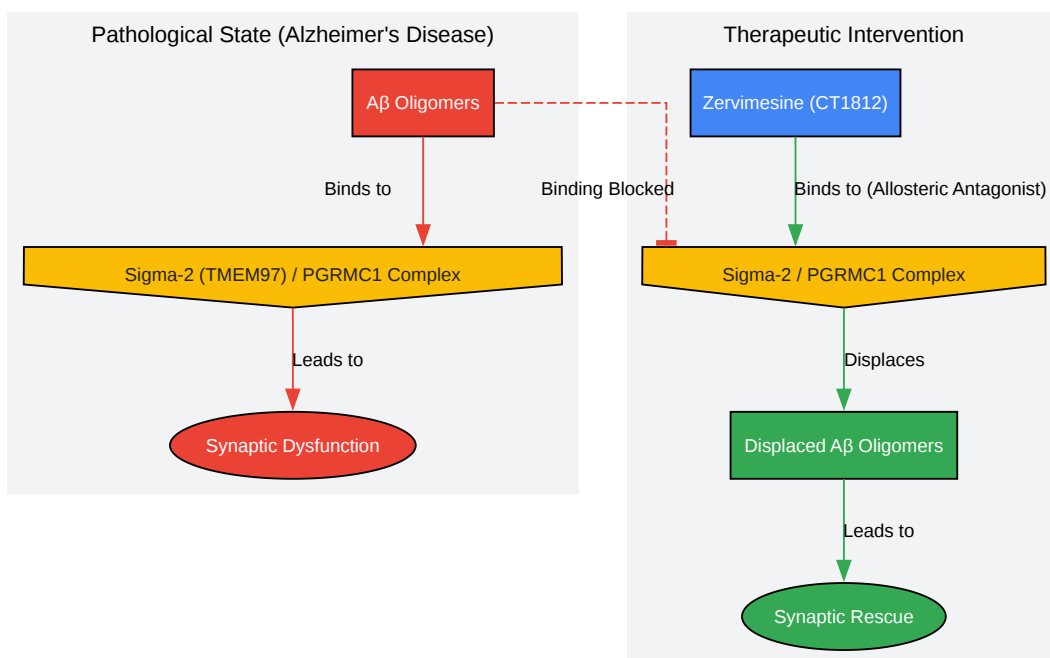 Pathological State (Alzheimer's Disease)
Aβ Oligomers
Binds to
Sigma-2 (TMEM97) / PGRMC1 Complex
Leads to
Synaptic Dysfunction
Binding Blocked
Therapeutic Intervention
Zervimesine (CT1812)
Binds to (Allosteric Antagonist)
Sigma-2 / PGRMC1 Complex
Displaces
Displaced Aβ Oligomers
Leads to
Synaptic Rescue